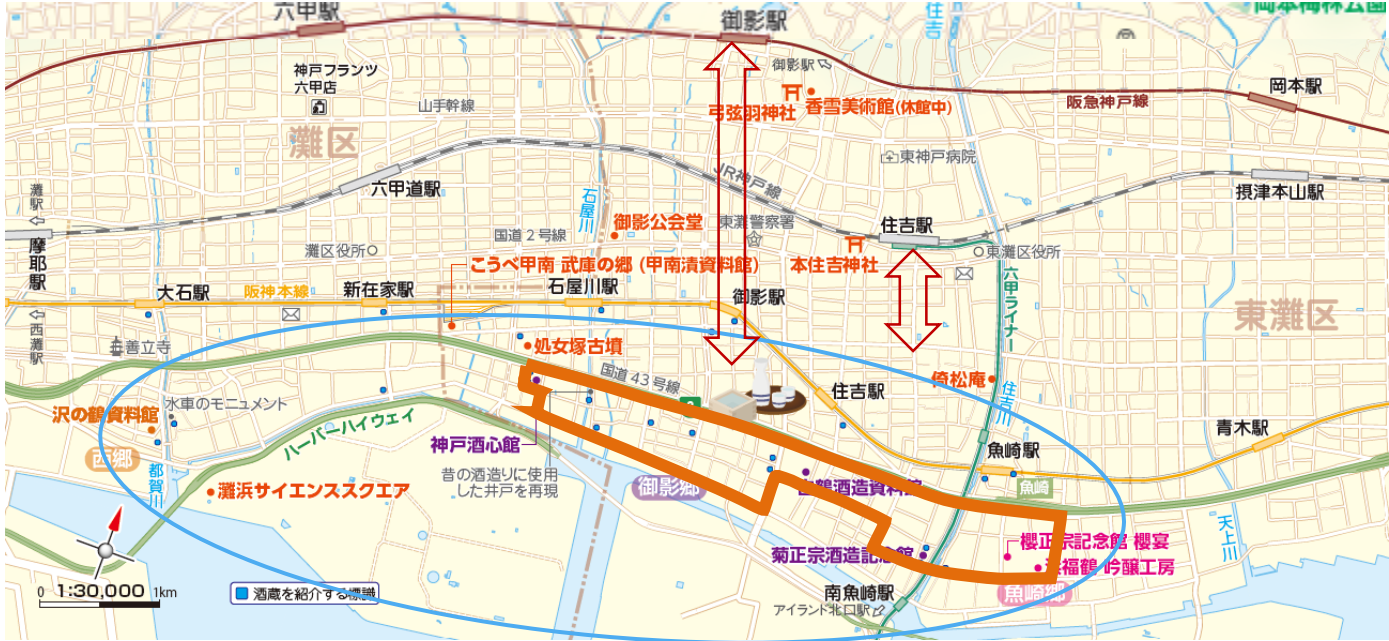 六甲駅
御影駅
住吉川
岡本梅林公園
神戸フランツ
六甲店
御影駅
岡本駅
山手幹線
弓弦羽神社
香雪美術館(休館中)
阪急神戸線
灘区
東神戸病院
JR神戸線
六甲道駅
住吉駅
摂津本山駅
灘駅
石屋川
御影公会堂
東灘警察署
国道2号線
灘区役所
本住吉神社
東灘区役所
摩耶駅
こうべ甲南 武庫の郷 (甲南漬資料館)
六甲ライナー
大石駅
阪神本線
新在家駅
石屋川駅
御影駅
東灘区
西灘駅
善立寺
処女塚古墳
国道43号線
倚松庵
住吉川
住吉駅
水車のモニュメント
沢の鶴資料館
ハーバーハイウェイ
3
青木駅
神戸酒心館
魚崎駅
西郷
都賀川
昔の酒造りに使用
した井戸を再現
御影郷
白鶴酒造資料館
魚崎
灘浜サイエンススクエア
天上川
菊正宗酒造記念館
櫻正宗記念館 櫻宴
浜福鶴 吟醸工房
魚崎郷
南魚崎駅
アイランド北口駅
0 1:30,000 1km
酒蔵を紹介する標識